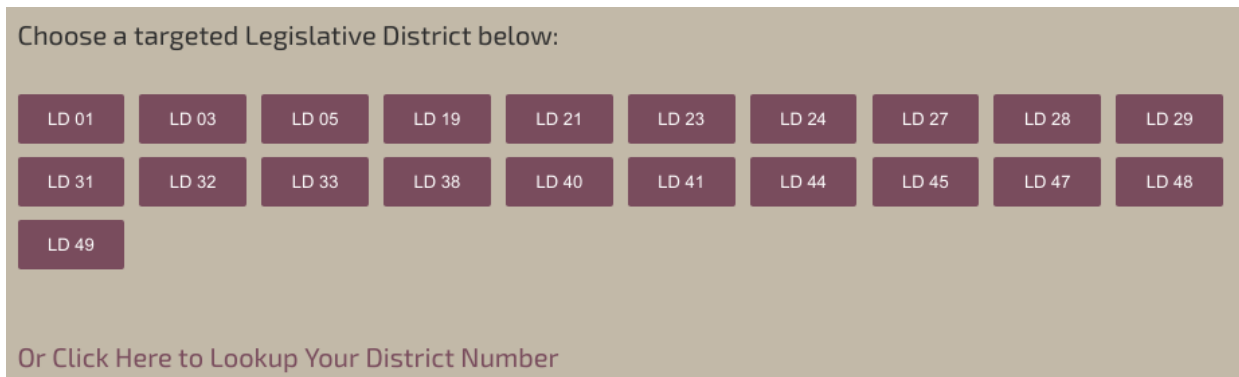 Choose a targeted Legislative District below:
LD 01 LD 03 LD 05 LD 19 LD 21 LD 23 LD 24 LD 27 LD 28 LD 29
LD 31 LD 32 LD 33 LD 38 LD 40 LD 41 LD 44 LD 45 LD 47 LD 48
LD 49
Or Click Here to Lookup Your District Number